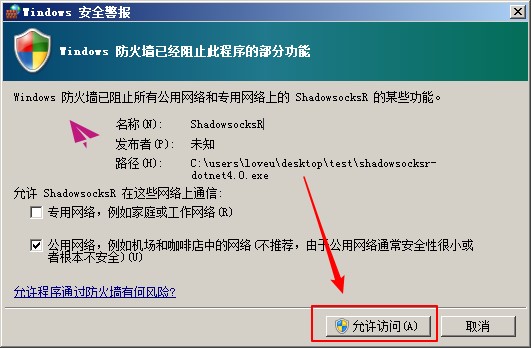 Windows 安全警报
Windows 防火墙已经阻止此程序的部分功能
Windows 防火墙已阻止所有公用网络和专用网络上的 ShadowsocksR 的某些功能。
名称(N): ShadowsocksR
发布者(P): 未知
路径(H): C:\users\loveu\desktop\test\shadowsocksr-
dotnet4.0.exe
允许 ShadowsocksR 在这些网络上通信:
专用网络，例如家庭或工作网络(R)
公用网络，例如机场和咖啡店中的网络(不推荐，由于公用网络通常安全性很小或
者根本不安全)(U)
允许程序通过防火墙有何风险?
允许访问(A) 取消